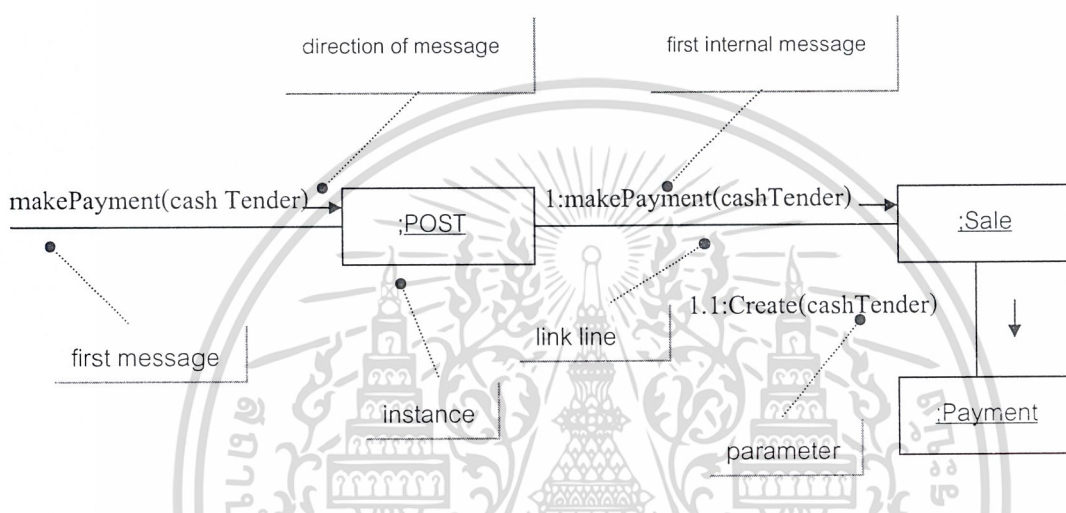 direction of message
first internal message
makePayment(cash Tender)
;POST
1:makePayment(cashTender)
;Sale
1.1:Create(cashTender)
link line
first message
instance
:Payment
parameter